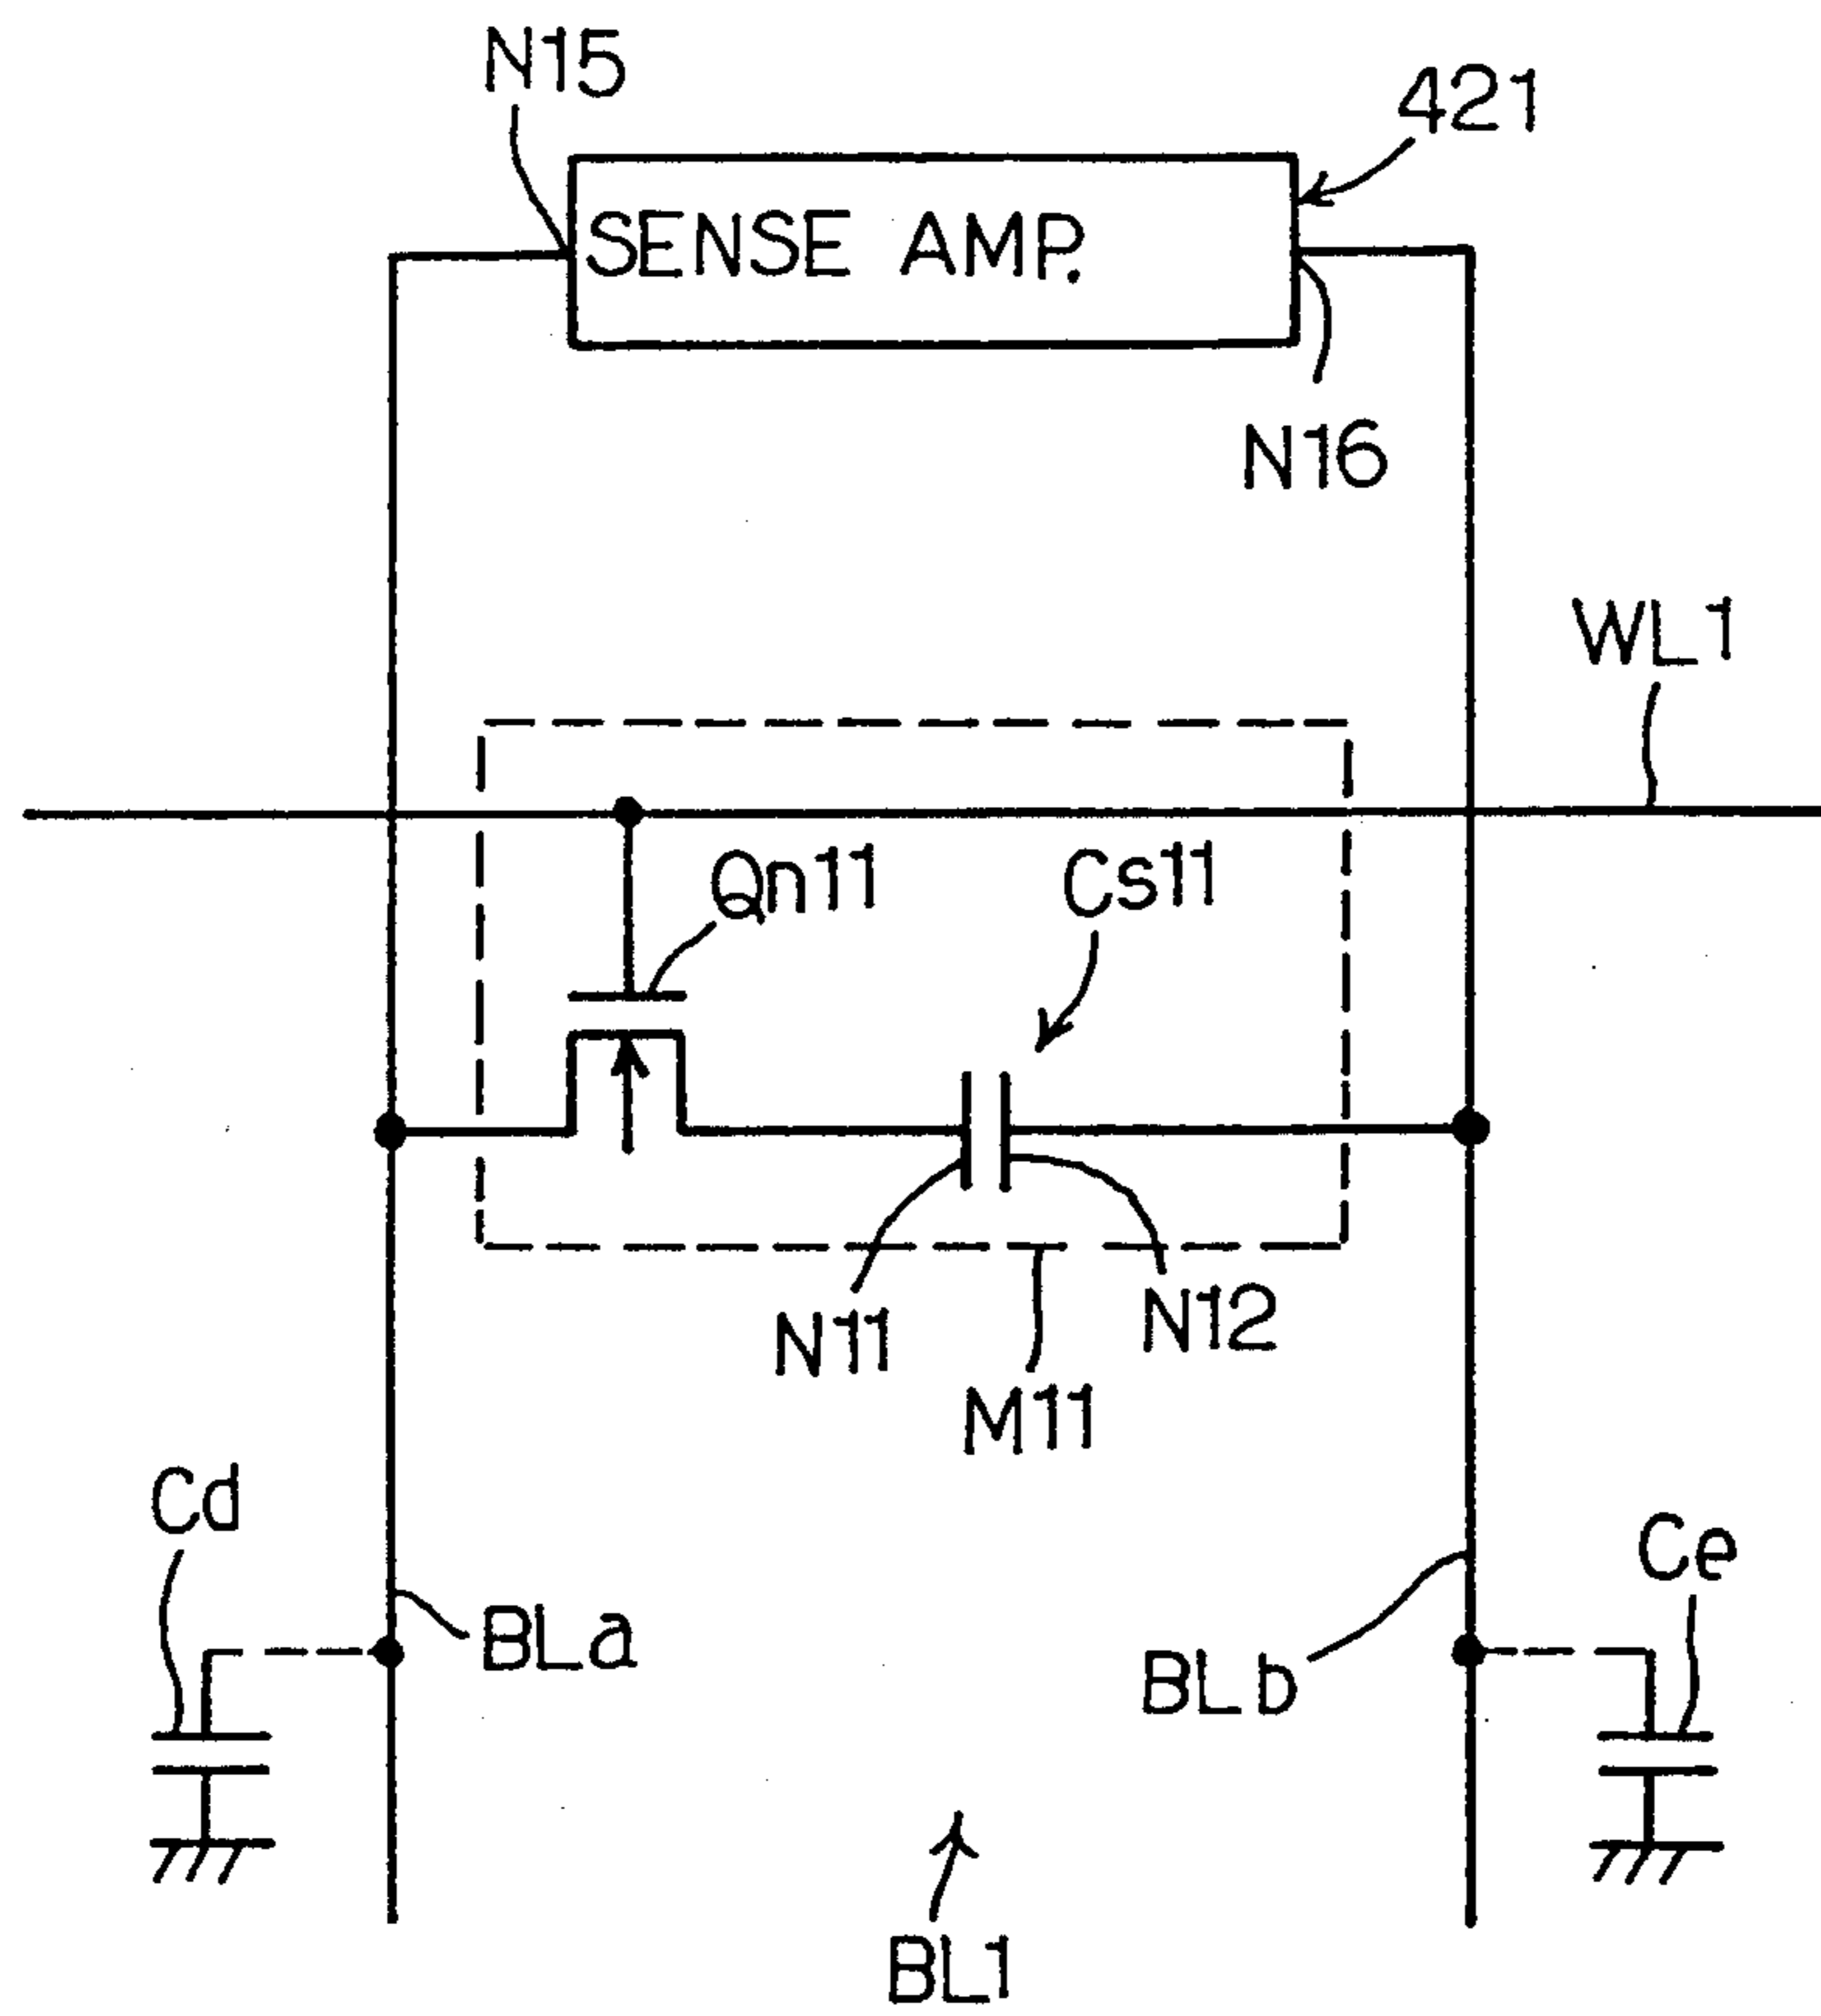 N15
421
SENSE AMP.
N16
WL1
Qn11
Cs11
N11
N12
M11
Cd
Ce
BLa
BLb
BL1